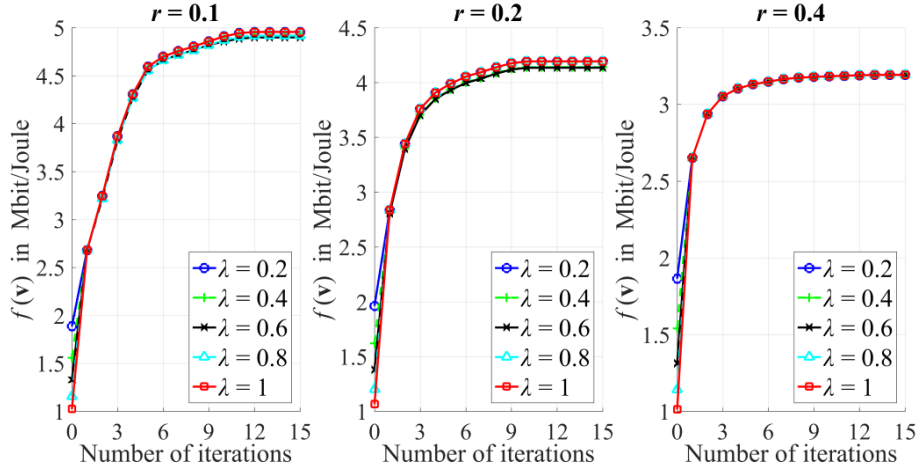 r = 0.1
f (v) in Mbit/Joule
5
4.5
4
3.5
3
2.5
2
1.5
1
0 3 6 9 12 15
Number of iterations
λ = 0.2
λ = 0.4
λ = 0.6
λ = 0.8
λ = 1
r = 0.2
f (v) in Mbit/Joule
4.5
4
3.5
3
2.5
2
1.5
1
0 3 6 9 12 15
Number of iterations
λ = 0.2
λ = 0.4
λ = 0.6
λ = 0.8
λ = 1
r = 0.4
f (v) in Mbit/Joule
3.5
3
2.5
2
1.5
1
0 3 6 9 12 15
Number of iterations
λ = 0.2
λ = 0.4
λ = 0.6
λ = 0.8
λ = 1